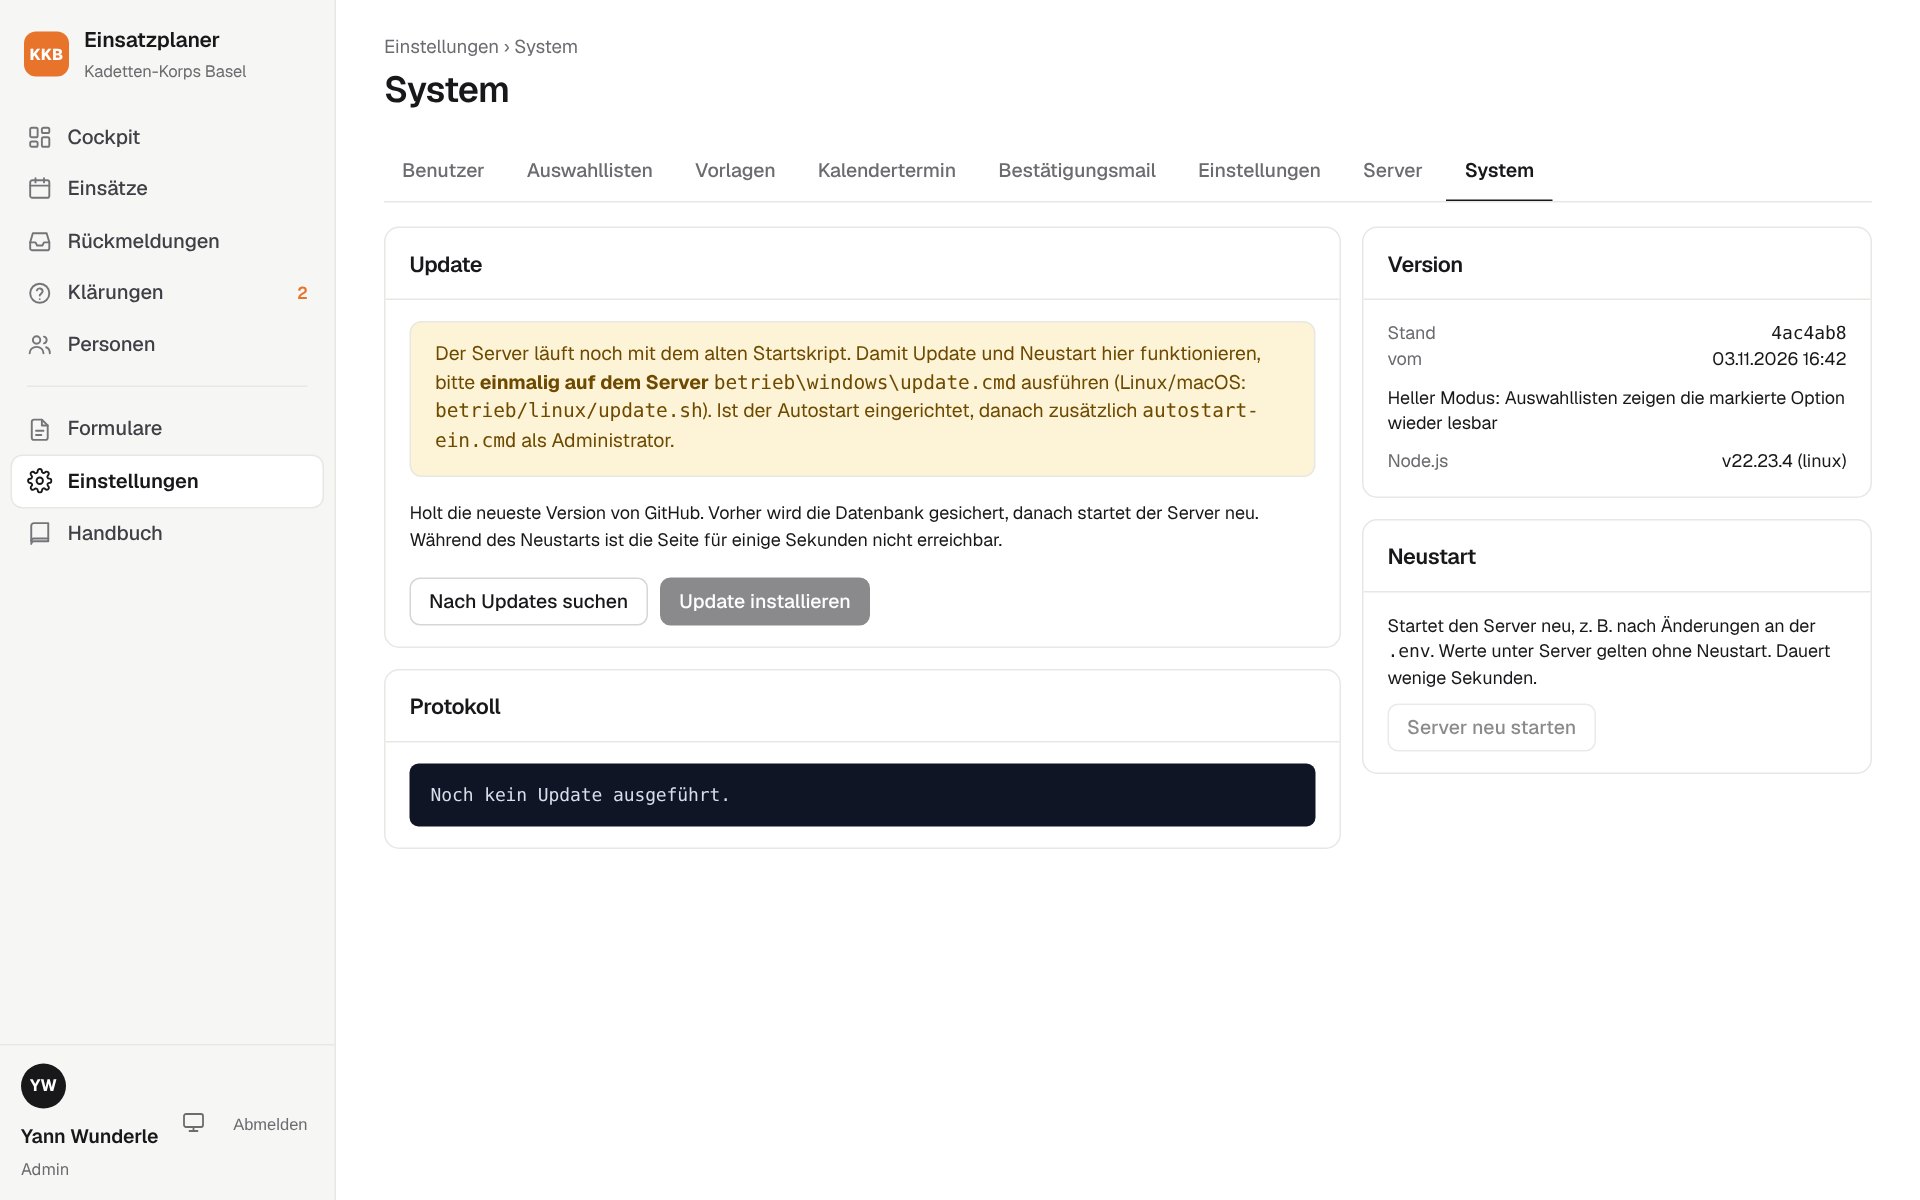 KKB
Einsatzplaner
Kadetten-Korps Basel
Cockpit
Einsätze
Rückmeldungen
Klärungen 2
Personen
Formulare
Einstellungen
Handbuch
YW
Yann Wunderle
Admin
Abmelden
Einstellungen › System
System
Benutzer Auswahllisten Vorlagen Kalendertermin Bestätigungsmail Einstellungen Server System
Update
Der Server läuft noch mit dem alten Startskript. Damit Update und Neustart hier funktionieren,
bitte einmalig auf dem Server betrieb\windows\update.cmd ausführen (Linux/macOS:
betrieb/linux/update.sh). Ist der Autostart eingerichtet, danach zusätzlich autostart-
ein.cmd als Administrator.
Holt die neueste Version von GitHub. Vorher wird die Datenbank gesichert, danach startet der Server neu.
Während des Neustarts ist die Seite für einige Sekunden nicht erreichbar.
Nach Updates suchen Update installieren
Protokoll
Noch kein Update ausgeführt.
Version
Stand 4ac4ab8
vom 03.11.2026 16:42
Heller Modus: Auswahllisten zeigen die markierte Option
wieder lesbar
Node.js v22.23.4 (linux)
Neustart
Startet den Server neu, z. B. nach Änderungen an der
.env. Werte unter Server gelten ohne Neustart. Dauert
wenige Sekunden.
Server neu starten